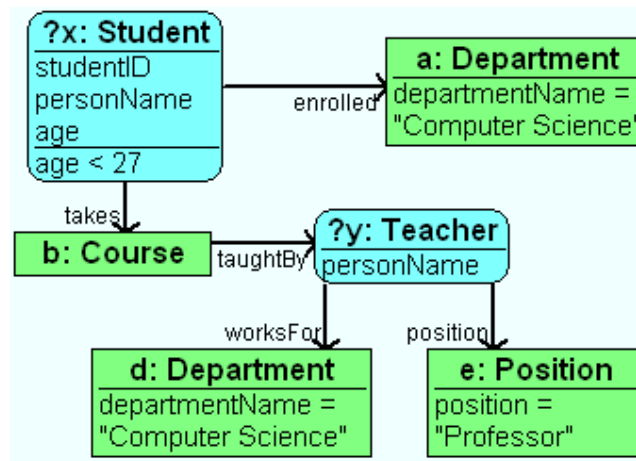 ?x: Student
studentID
personName
age
age < 27
enrolled
a: Department
departmentName =
"Computer Science"
takes
b: Course
taughtBy
?y: Teacher
personName
worksFor
position
d: Department
departmentName =
"Computer Science"
e: Position
position =
"Professor"